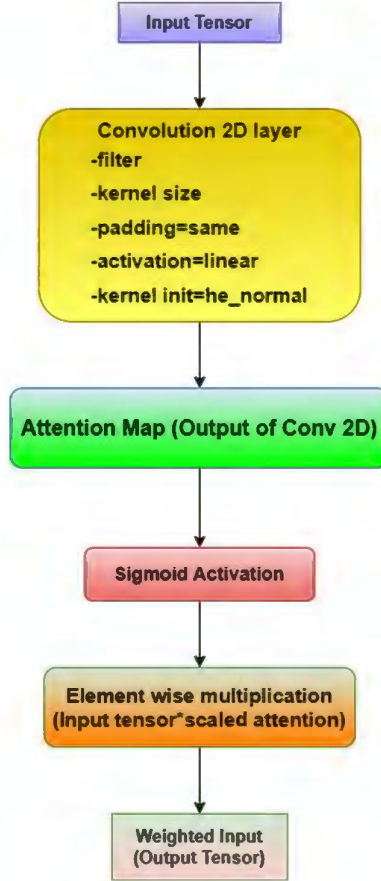 Input Tensor
Convolution 2D layer
-filter
-kernel size
-padding=same
-activation=linear
-kernel init=he_normal
Attention Map (Output of Conv 2D)
Sigmoid Activation
Element wise multiplication
(Input tensor*scaled attention)
Weighted Input
(Output Tensor)